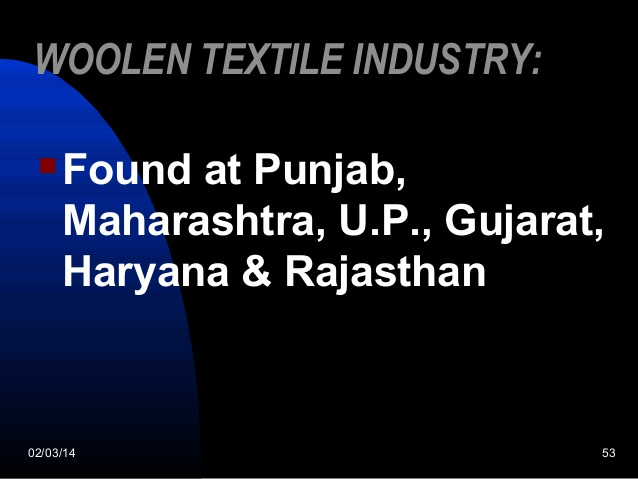 WOOLEN TEXTILE INDUSTRY:
Found at Punjab,
Maharashtra, U.P., Gujarat,
Haryana & Rajasthan
02/03/14
53